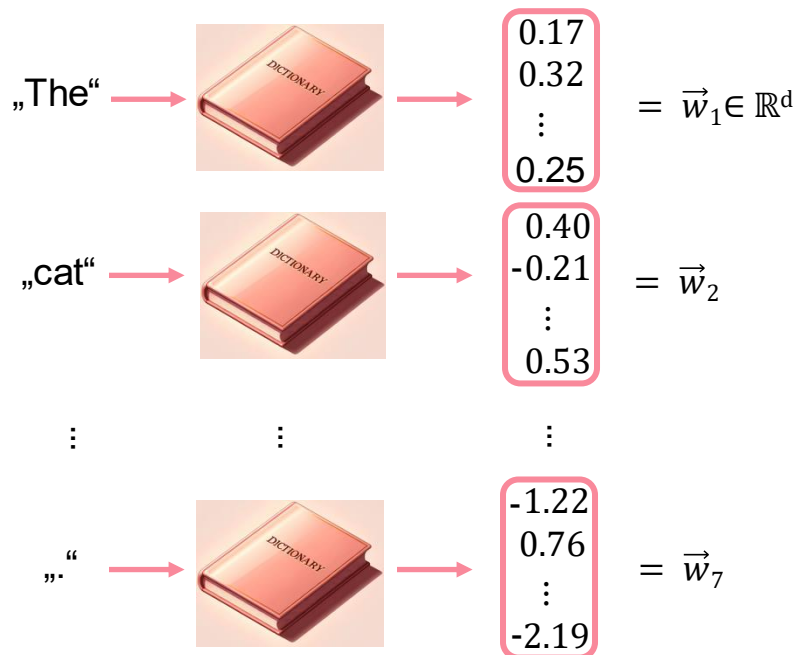 „The“ DICTIONARY 0.17
0.32
⋮
0.25 = w⃗₁∈ ℝᵈ
„cat“ DICTIONARY 0.40
-0.21
⋮
0.53 = w⃗₂
⋮ ⋮ ⋮
„.“ DICTIONARY -1.22
0.76
⋮
-2.19 = w⃗₇